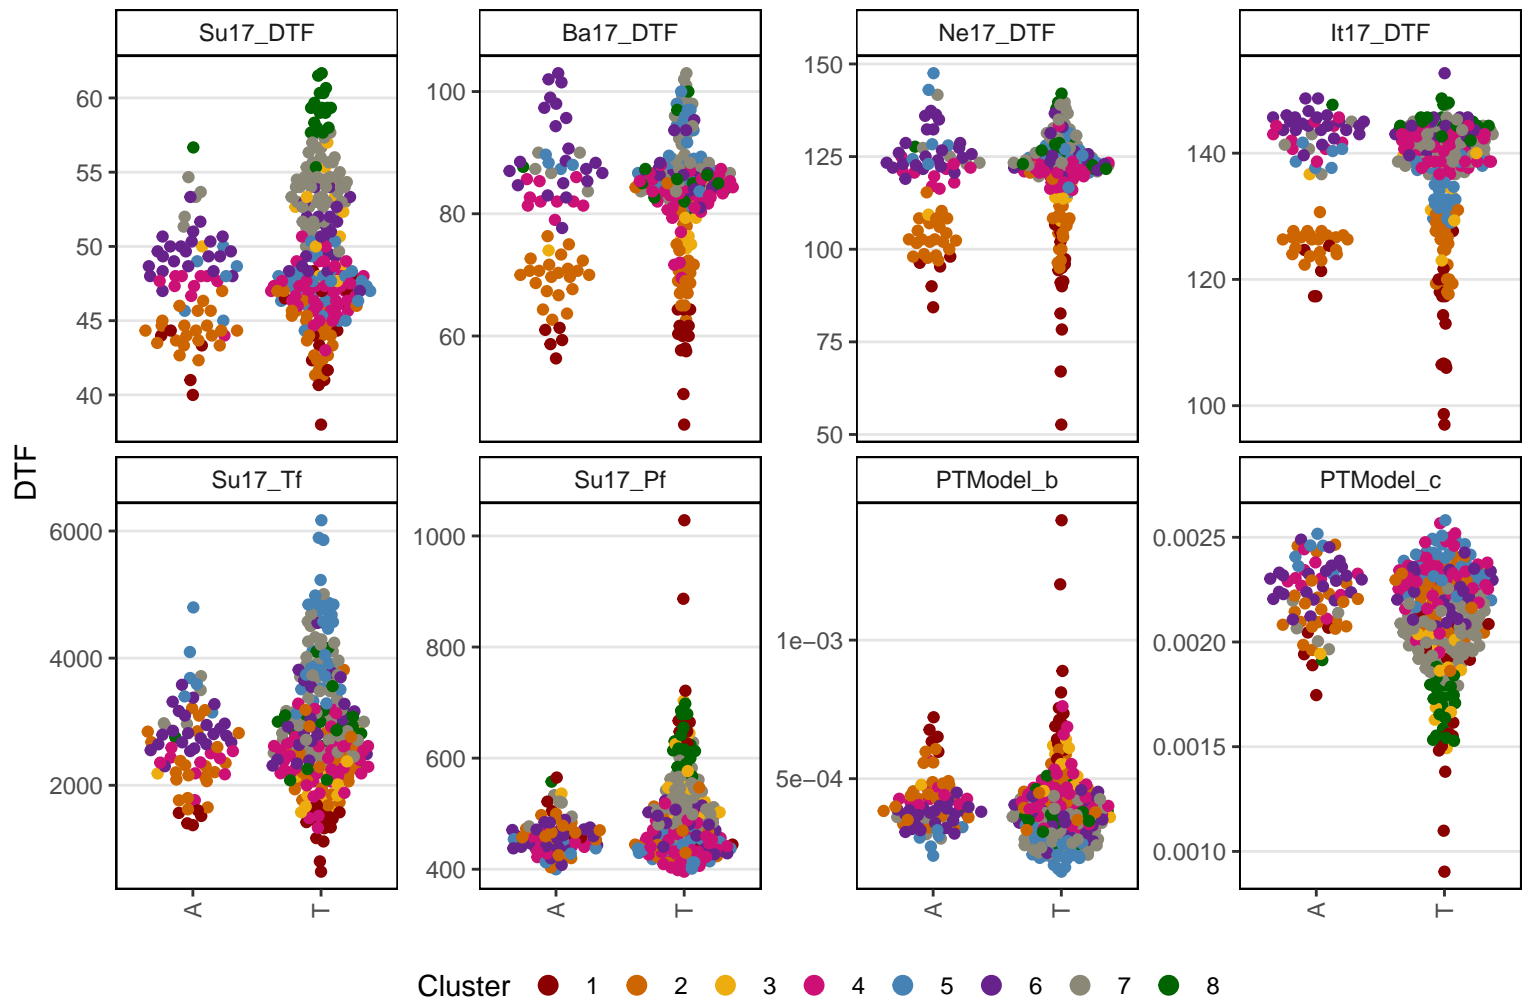 Su17_DTF
Ba17_DTF
Ne17_DTF
It17_DTF
60
55
50
45
40
100
80
60
150
125
100
75
50
140
120
100
DTF
Su17_Tf
Su17_Pf
PTModel_b
PTModel_c
6000
4000
2000
1000
800
600
400
1e−03
5e−04
0.0025
0.0020
0.0015
0.0010
A T A T A T A T
Cluster 1 2 3 4 5 6 7 8